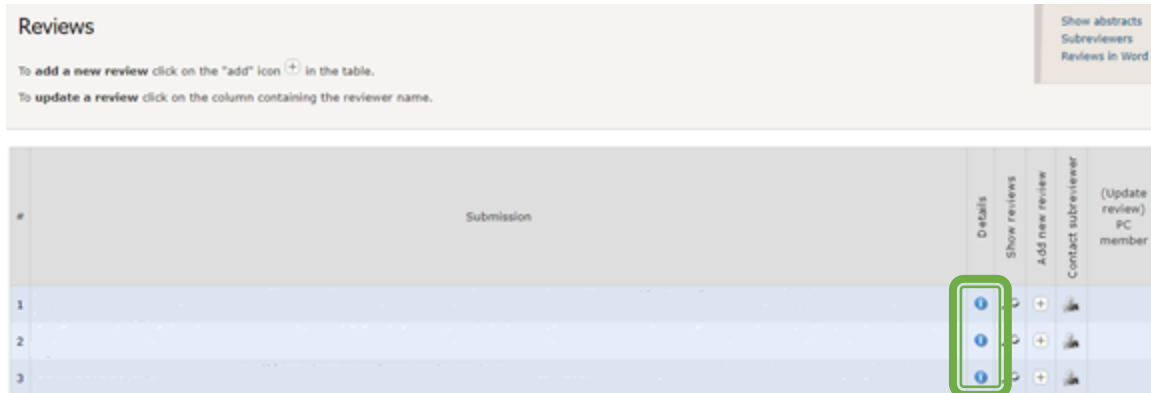 Reviews
Show abstracts
Subreviewers
Reviews in Word
To add a new review click on the "add" icon + in the table.
To update a review click on the column containing the reviewer name.
#
Submission
Details
Show reviews
Add new review
Contact subreviewer
(Update
review)
PC
member
1
2
3